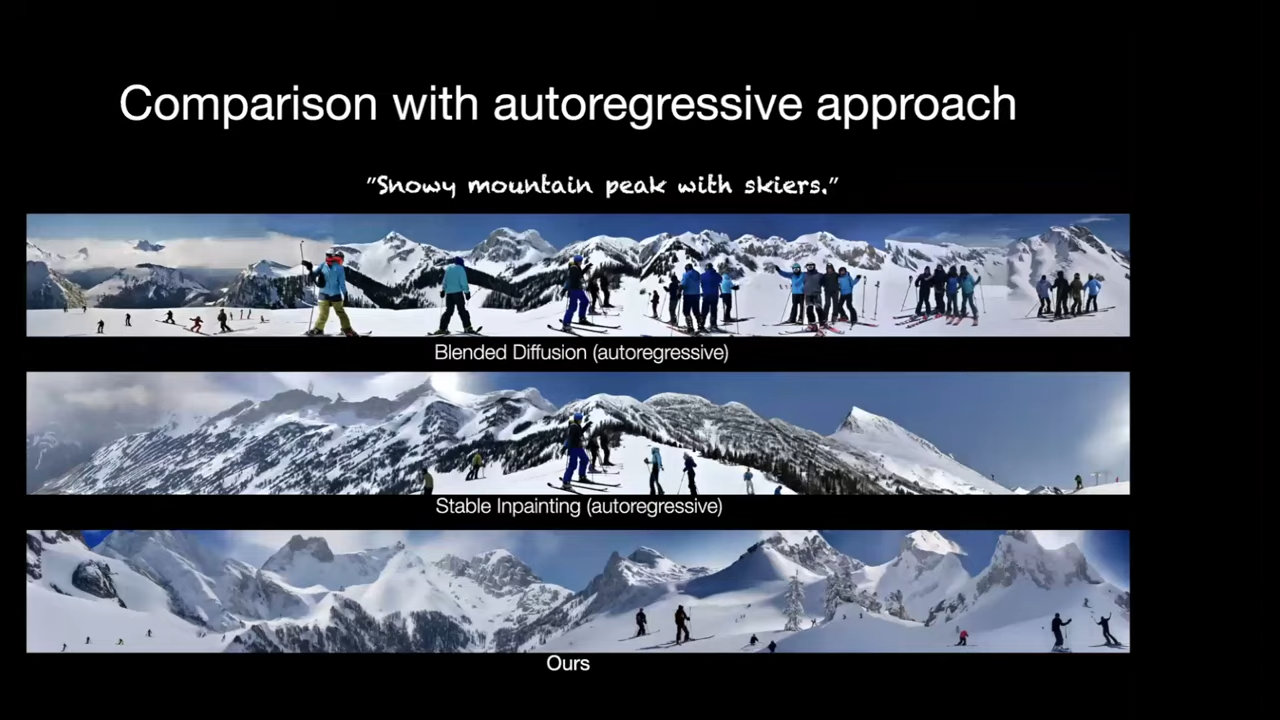 Comparison with autoregressive approach
"Snowy mountain peak with skiers."
Blended Diffusion (autoregressive)
Stable Inpainting (autoregressive)
Ours